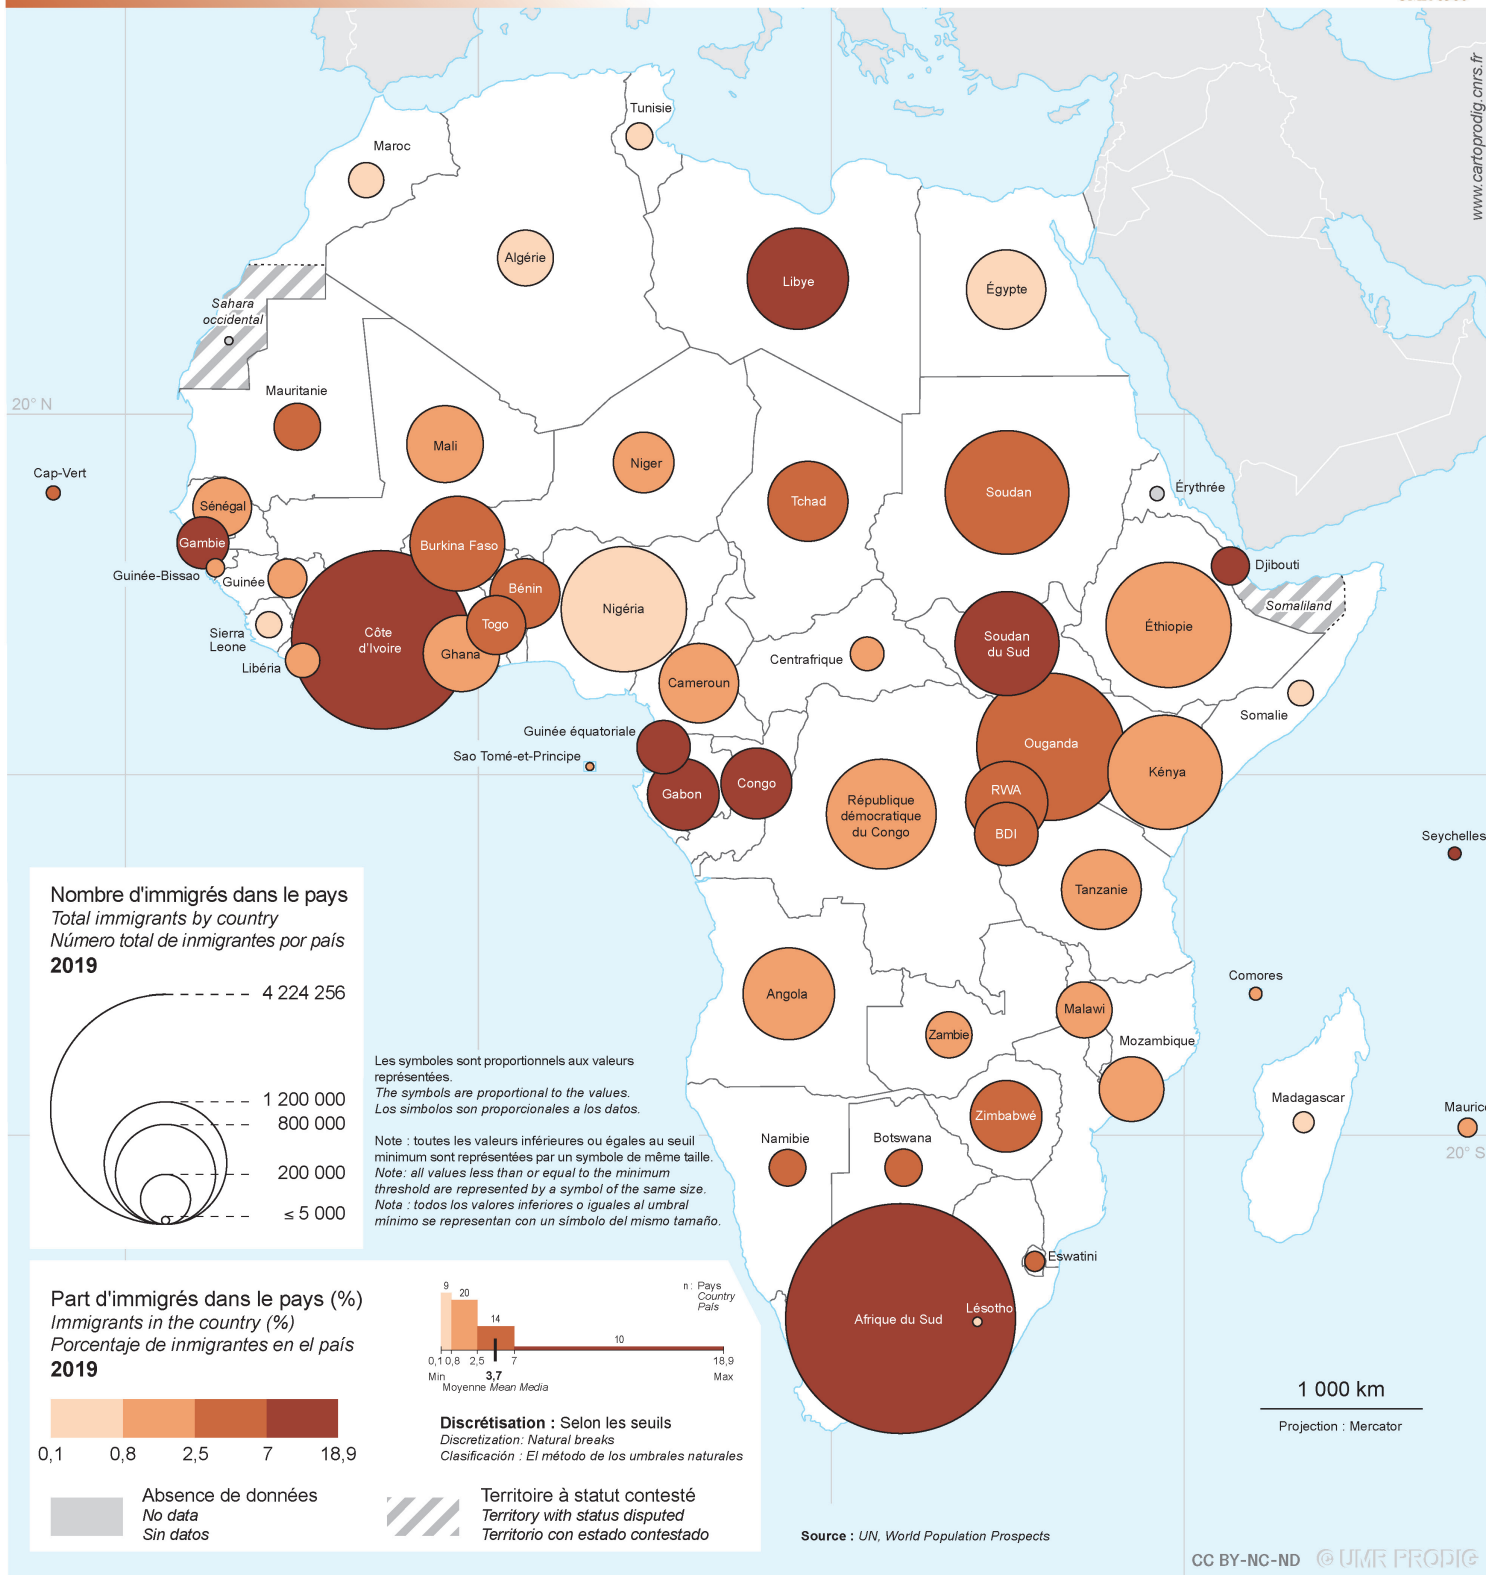 www.cartoprodig.cnrs.fr
Tunisie
Maroc
Algérie
Libye
Égypte
Sahara
occidental
Mauritanie
20° N
Mali
Niger
Cap-Vert
Tchad
Soudan
Érythrée
Sénégal
Gambie
Burkina Faso
Guinée-Bissao
Guinée
Bénin
Djibouti
Nigéria
Somaliland
Togo
Éthiopie
Sierra
Leone
Côte
d'Ivoire
Soudan
du Sud
Libéria
Ghana
Centrafrique
Cameroun
Somalie
Guinée équatoriale
Sao Tomé-et-Principe
Ouganda
Kénya
Gabon
Congo
République
démocratique
du Congo
RWA
BDI
Seychelles
Tanzanie
Comores
Angola
Malawi
Zambie
Mozambique
Zimbabwé
Madagascar
Maurice
20° S
Namibie
Botswana
Eswatini
Afrique du Sud
Lésotho
Nombre d'immigrés dans le pays
Total immigrants by country
Número total de inmigrantes por país
2019
4 224 256
1 200 000
800 000
200 000
≤ 5 000
Les symboles sont proportionnels aux valeurs
représentées.
The symbols are proportional to the values.
Los simbolos son proporcionales a los datos.
Note : toutes les valeurs inférieures ou égales au seuil
minimum sont représentées par un symbole de même taille.
Note: all values less than or equal to the minimum
threshold are represented by a symbol of the same size.
Nota : todos los valores inferiores o iguales al umbral
mínimo se representan con un símbolo del mismo tamaño.
Part d'immigrés dans le pays (%)
Immigrants in the country (%)
Porcentaje de inmigrantes en el país
2019
0,1 0,8 2,5 7 18,9
9
20
14
10
n : Pays
Country
País
0,1 0,8 2,5 7 18,9
Min 3,7 Max
Moyenne Mean Media
Discrétisation : Selon les seuils
Discretization: Natural breaks
Clasificación : El método de los umbrales naturales
Absence de données
No data
Sin datos
Territoire à statut contesté
Territory with status disputed
Territorio con estado contestado
1 000 km
Projection : Mercator
Source : UN, World Population Prospects
CC BY-NC-ND © UMR PRODIG